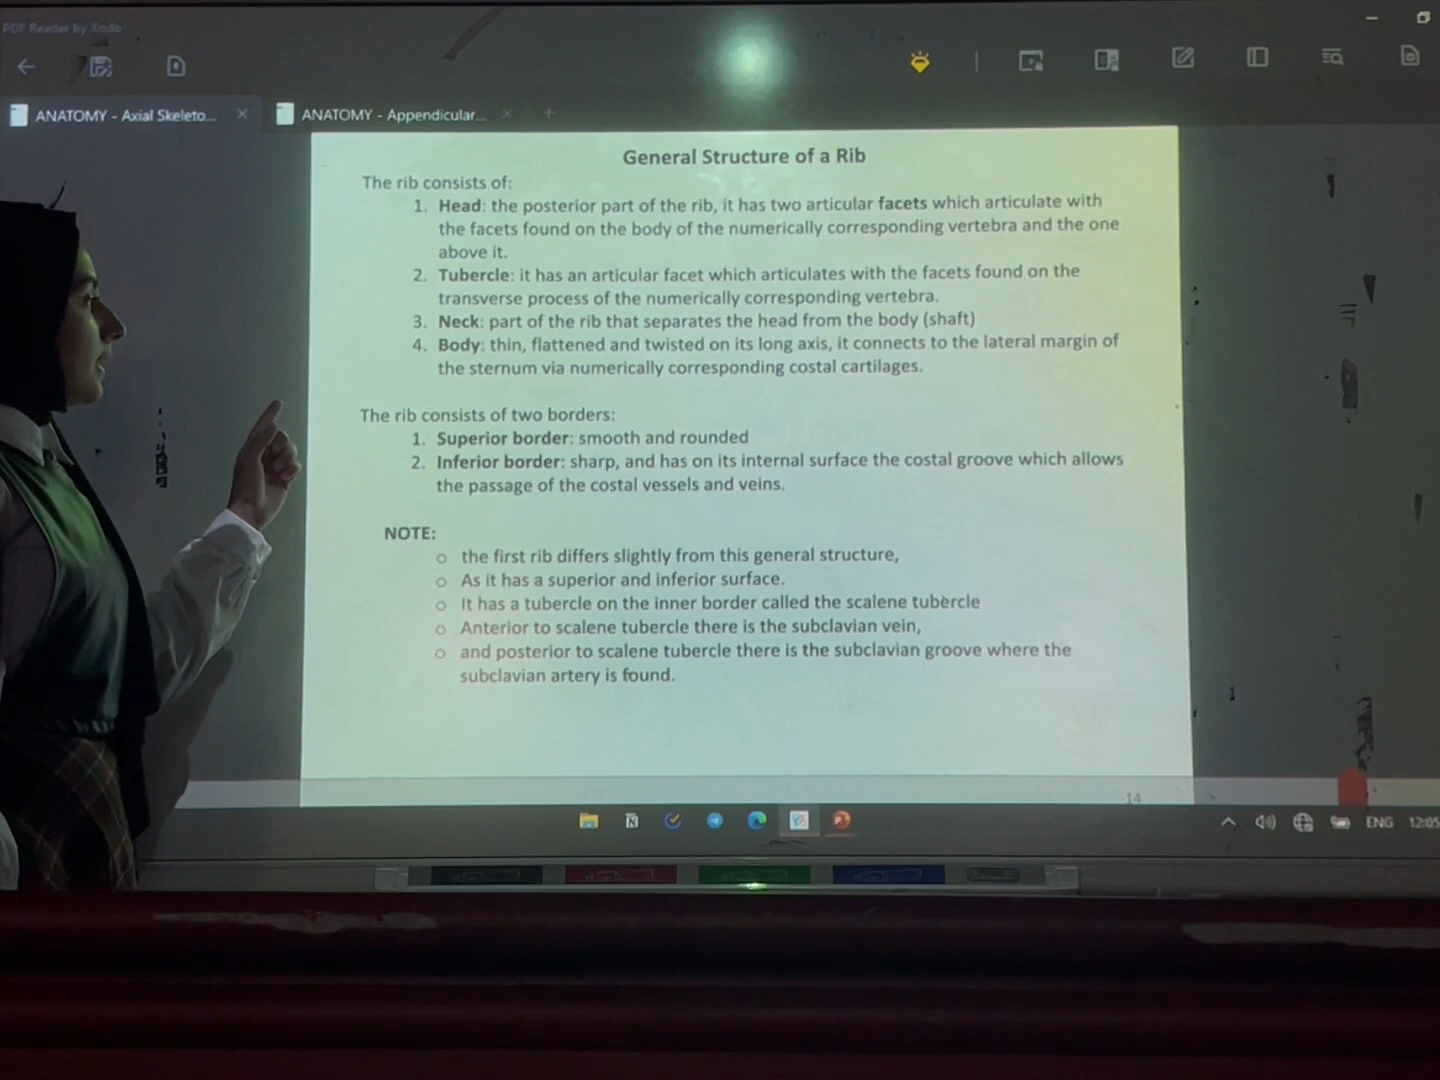 PDF Reader by Xodo
ANATOMY - Axial Skeleto...
ANATOMY - Appendicular...
General Structure of a Rib
The rib consists of:
1. Head: the posterior part of the rib, it has two articular facets which articulate with
the facets found on the body of the numerically corresponding vertebra and the one
above it.
2. Tubercle: it has an articular facet which articulates with the facets found on the
transverse process of the numerically corresponding vertebra.
3. Neck: part of the rib that separates the head from the body (shaft)
4. Body: thin, flattened and twisted on its long axis, it connects to the lateral margin of
the sternum via numerically corresponding costal cartilages.
The rib consists of two borders:
1. Superior border: smooth and rounded
2. Inferior border: sharp, and has on its internal surface the costal groove which allows
the passage of the costal vessels and veins.
NOTE:
o the first rib differs slightly from this general structure,
o As it has a superior and inferior surface.
o It has a tubercle on the inner border called the scalene tubercle
o Anterior to scalene tubercle there is the subclavian vein,
o and posterior to scalene tubercle there is the subclavian groove where the
subclavian artery is found.
14
ENG 12:05